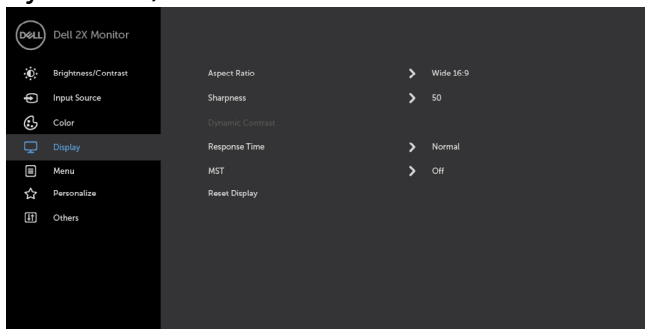 DELL Dell 2X Monitor
Brightness/Contrast Aspect Ratio Wide 16:9
Input Source Sharpness 50
Color Dynamic Contrast
Display Response Time Normal
Menu MST Off
Personalize Reset Display
Others